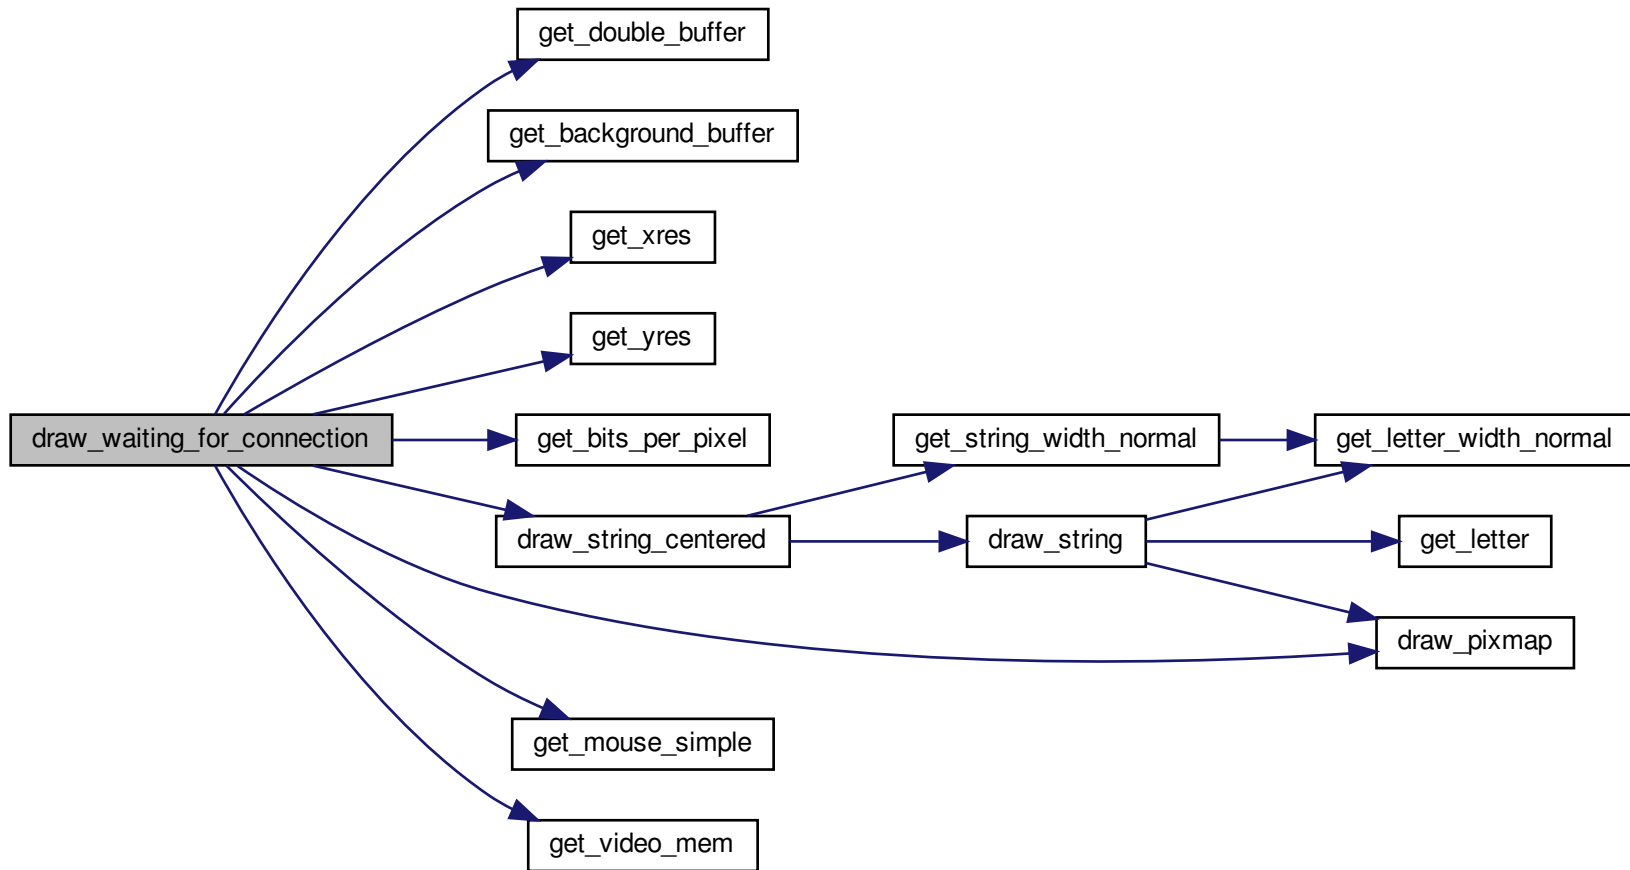 get_double_buffer
get_background_buffer
get_xres
get_yres
draw_waiting_for_connection
get_bits_per_pixel
get_string_width_normal
get_letter_width_normal
draw_string_centered
draw_string
get_letter
draw_pixmap
get_mouse_simple
get_video_mem